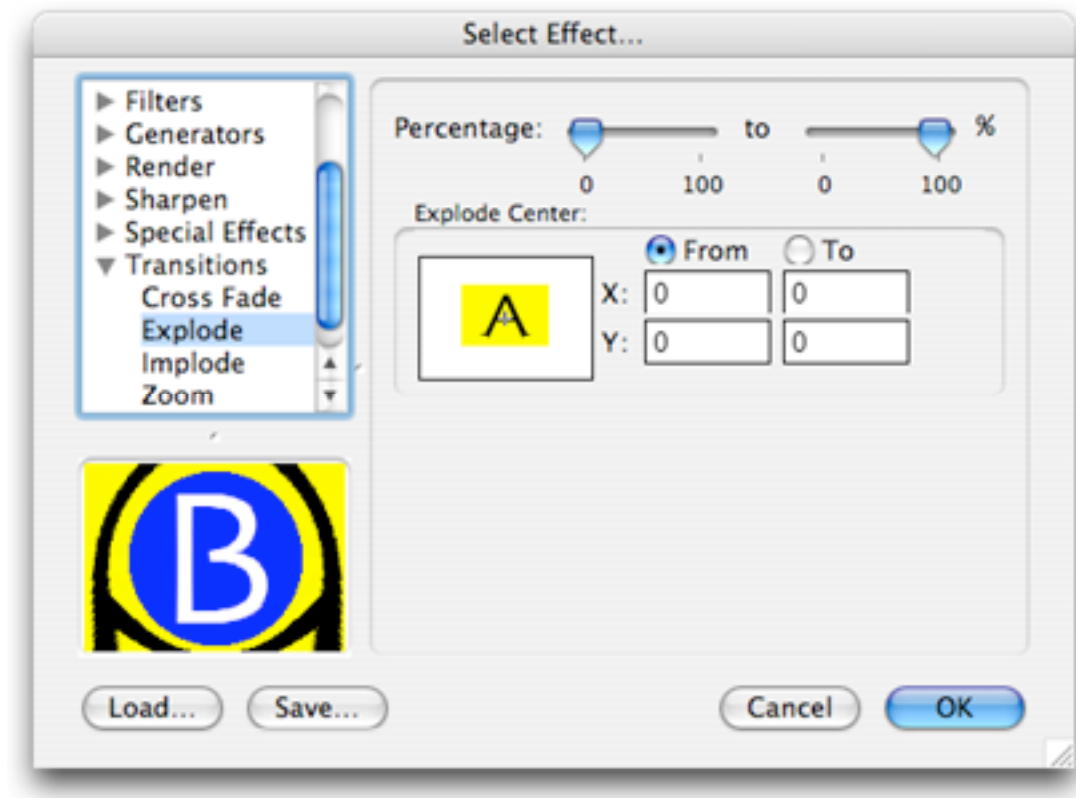 Select Effect...
Filters
Generators
Render
Sharpen
Special Effects
Transitions
Cross Fade
Explode
Implode
Zoom
Percentage: to %
0 100 0 100
Explode Center:
From To
A
X: 0 0
Y: 0 0
B
Load... Save... Cancel OK